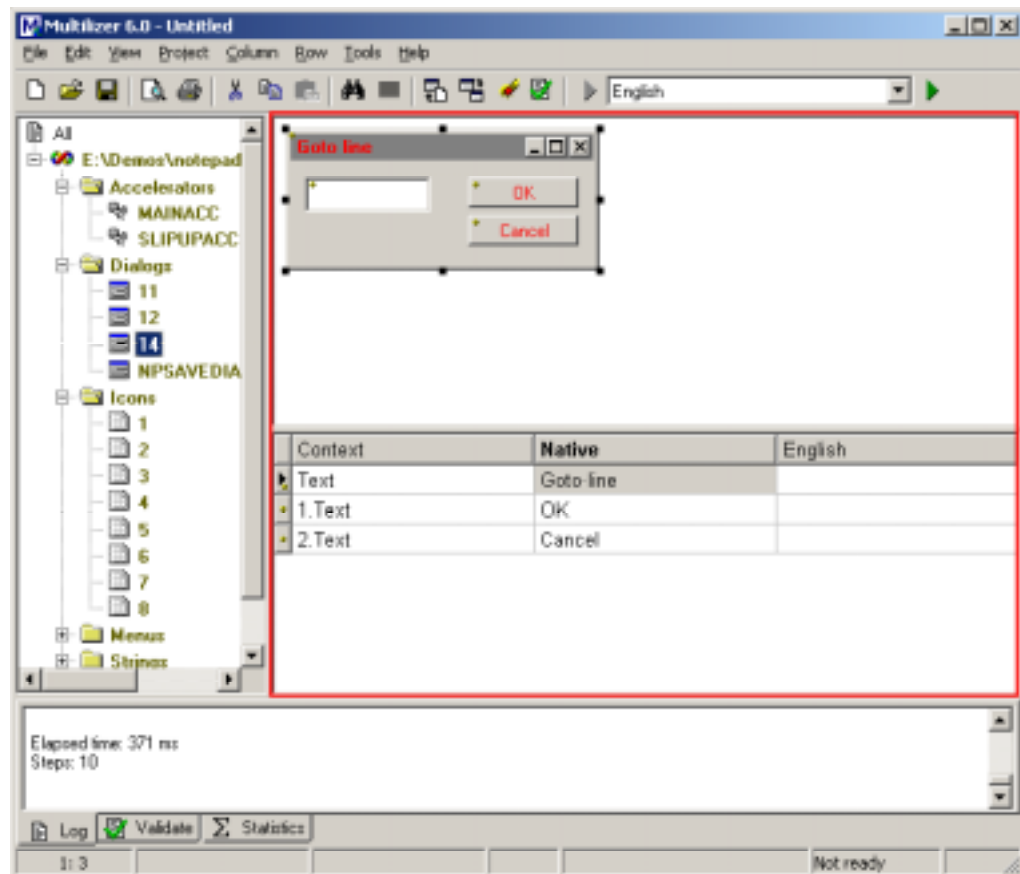 Multilizer 6.0 - Untitled
File Edit View Project Column Row Tools Help
English
All
E:\Demos\notepad
Accelerators
MAINACC
SLIPUPACC
Dialogs
11
12
14
NPSAVEDIA
Icons
1
2
3
4
5
6
7
8
Menus
Strings
Goto line
OK
Cancel
Context Native English
Text Goto line
1.Text OK
2.Text Cancel
Elapsed time: 371 ms
Steps: 10
Log Validate Statistics
1: 3 Not ready